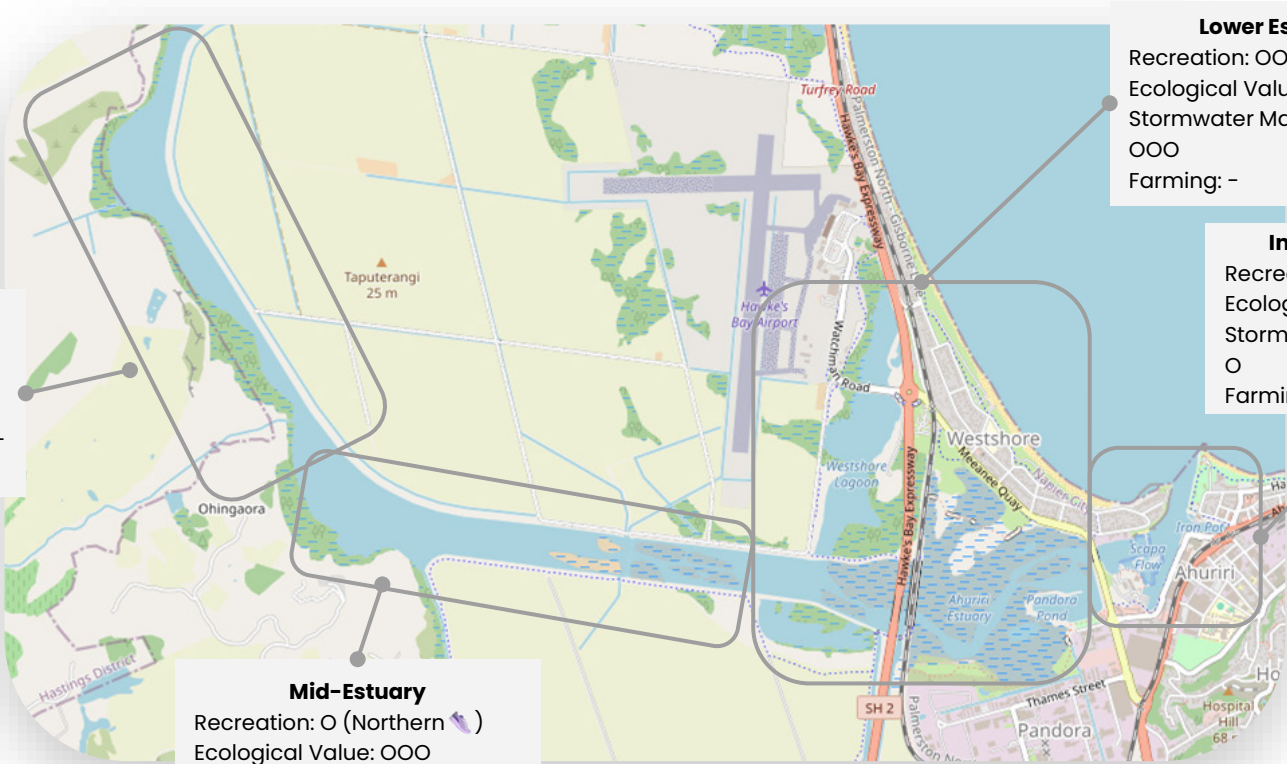 Lower Es
Recreation: OO
Ecological Valu
Stormwater Ma
OOO
Farming: -
In
Recrea
Ecolog
Storm
O
Farmin
Turfrey Road
Palmerston North - Gisborne Line
Hawke's Bay Expressway
Taputerangi
25 m
Hawke's
Bay Airport
Watchman Road
Westshore
Meeanee Quay
Napier City
Westshore
Lagoon
Hawke's Bay Expressway
Ohingaora
Iron Pot
Scapa
Flow
Ahuriri
Ahuriri
Estuary
Pandora
Pond
Hastings District
Thames Street
SH 2
Pandora
Hospital
Hill
68 m
Ho
Palmerston No
Mid-Estuary
Recreation: O (Northern 👟)
Ecological Value: OOO